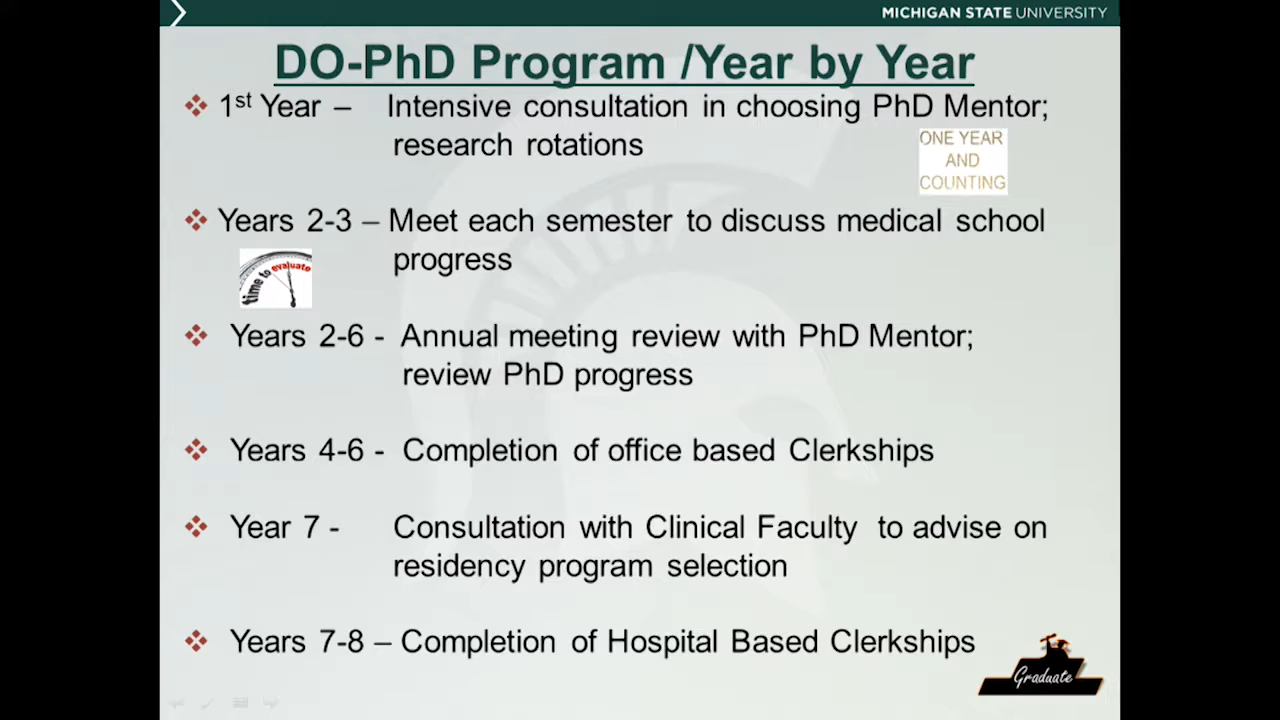 MICHIGAN STATE UNIVERSITY
DO-PhD Program /Year by Year
1st Year – Intensive consultation in choosing PhD Mentor;
research rotations
ONE YEAR
AND
COUNTING
Years 2-3 – Meet each semester to discuss medical school
progress
time to evaluate
Years 2-6 - Annual meeting review with PhD Mentor;
review PhD progress
Years 4-6 - Completion of office based Clerkships
Year 7 - Consultation with Clinical Faculty to advise on
residency program selection
Years 7-8 – Completion of Hospital Based Clerkships
Graduate